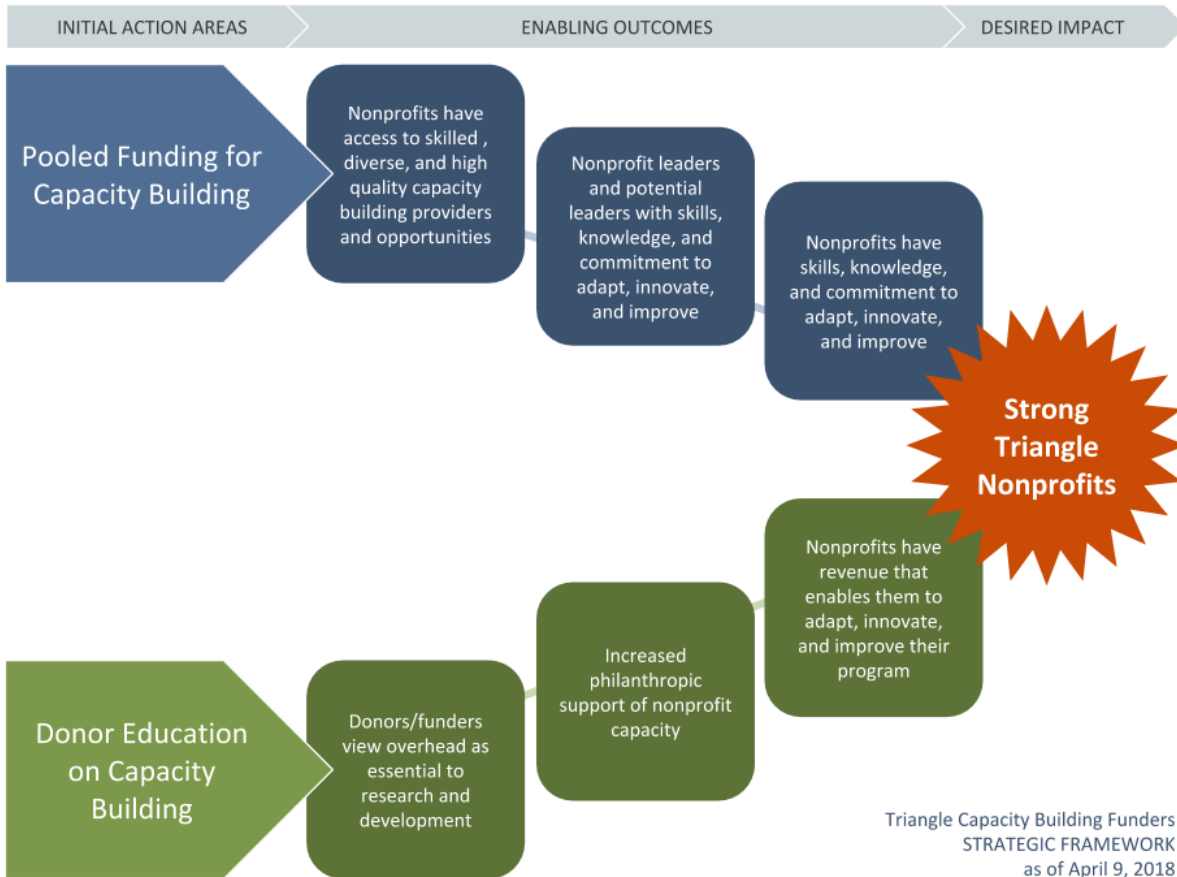 INITIAL ACTION AREAS
ENABLING OUTCOMES
DESIRED IMPACT
Pooled Funding for
Capacity Building
Nonprofits have
access to skilled ,
diverse, and high
quality capacity
building providers
and opportunities
Nonprofit leaders
and potential
leaders with skills,
knowledge, and
commitment to
adapt, innovate,
and improve
Nonprofits have
skills, knowledge,
and commitment to
adapt, innovate,
and improve
Strong
Triangle
Nonprofits
Donor Education
on Capacity
Building
Donors/funders
view overhead as
essential to
research and
development
Increased
philanthropic
support of nonprofit
capacity
Nonprofits have
revenue that
enables them to
adapt, innovate,
and improve their
program
Triangle Capacity Building Funders
STRATEGIC FRAMEWORK
as of April 9, 2018